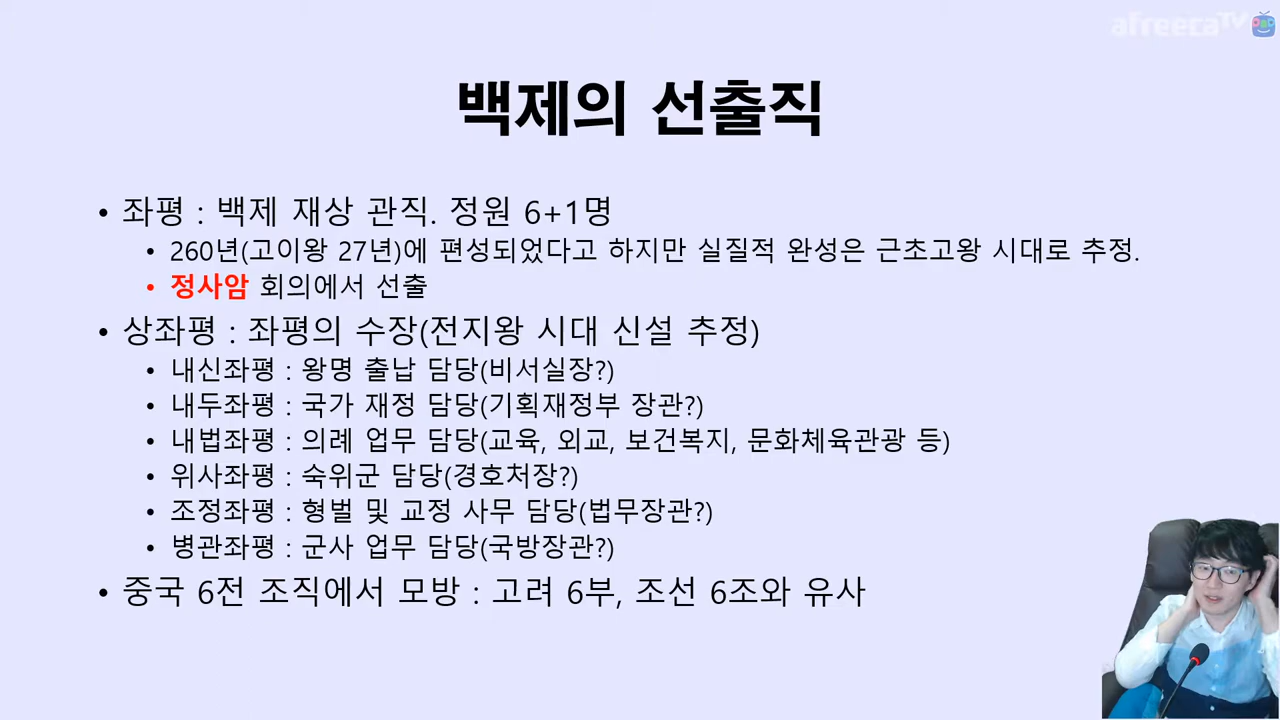 afreecaTV
백제의 선출직
• 좌평 : 백제 재상 관직. 정원 6+1명
• 260년(고이왕 27년)에 편성되었다고 하지만 실질적 완성은 근초고왕 시대로 추정.
• 정사암 회의에서 선출
• 상좌평 : 좌평의 수장(전지왕 시대 신설 추정)
• 내신좌평 : 왕명 출납 담당(비서실장?)
• 내두좌평 : 국가 재정 담당(기획재정부 장관?)
• 내법좌평 : 의례 업무 담당(교육, 외교, 보건복지, 문화체육관광 등)
• 위사좌평 : 숙위군 담당(경호처장?)
• 조정좌평 : 형벌 및 교정 사무 담당(법무장관?)
• 병관좌평 : 군사 업무 담당(국방장관?)
• 중국 6전 조직에서 모방 : 고려 6부, 조선 6조와 유사